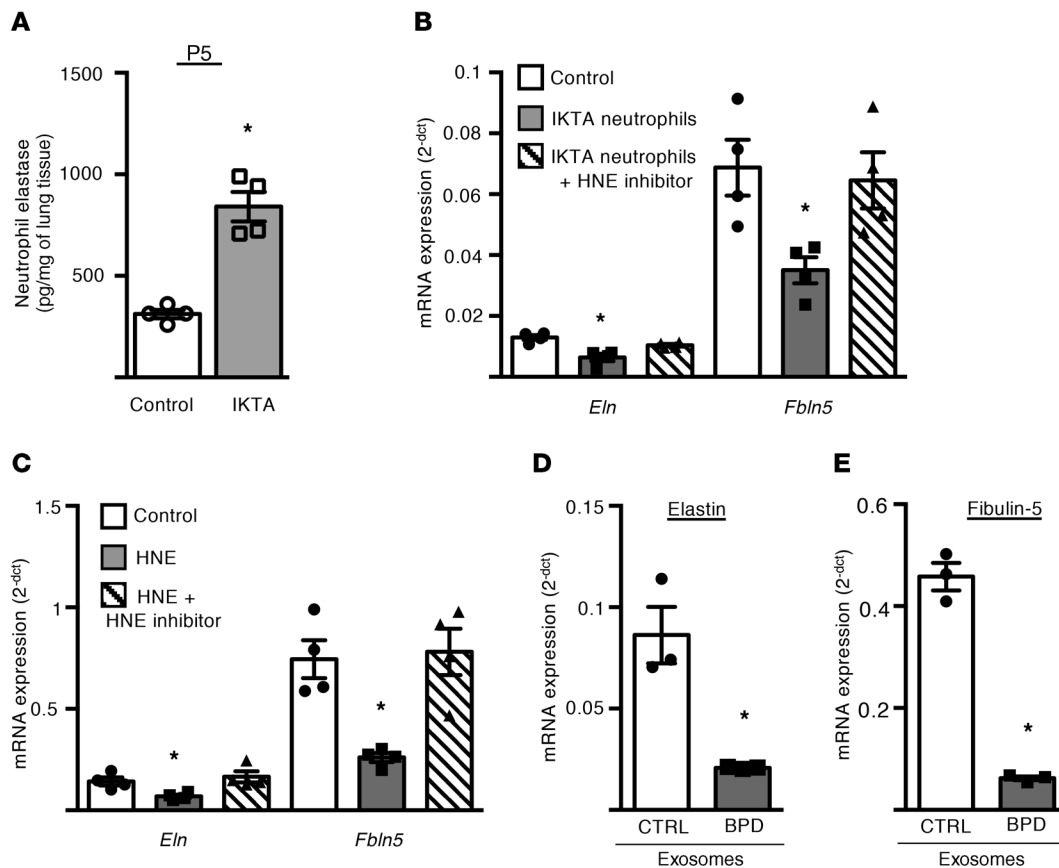 A
P5
Neutrophil elastase
(pg/mg of lung tissue)
1500
1000
500
Control
IKTA
*
B
mRNA expression (2-dct)
0.1
0.08
0.06
0.04
0.02
Control
IKTA neutrophils
IKTA neutrophils
+ HNE inhibitor
*
*
Eln
Fbln5
C
mRNA expression (2-dct)
1.5
1
0.5
Control
HNE
HNE +
HNE inhibitor
*
*
Eln
Fbln5
D
Elastin
mRNA expression (2-dct)
0.15
0.1
0.05
*
CTRL
BPD
Exosomes
E
Fibulin-5
mRNA expression (2-dct)
0.6
0.4
0.2
*
CTRL
BPD
Exosomes